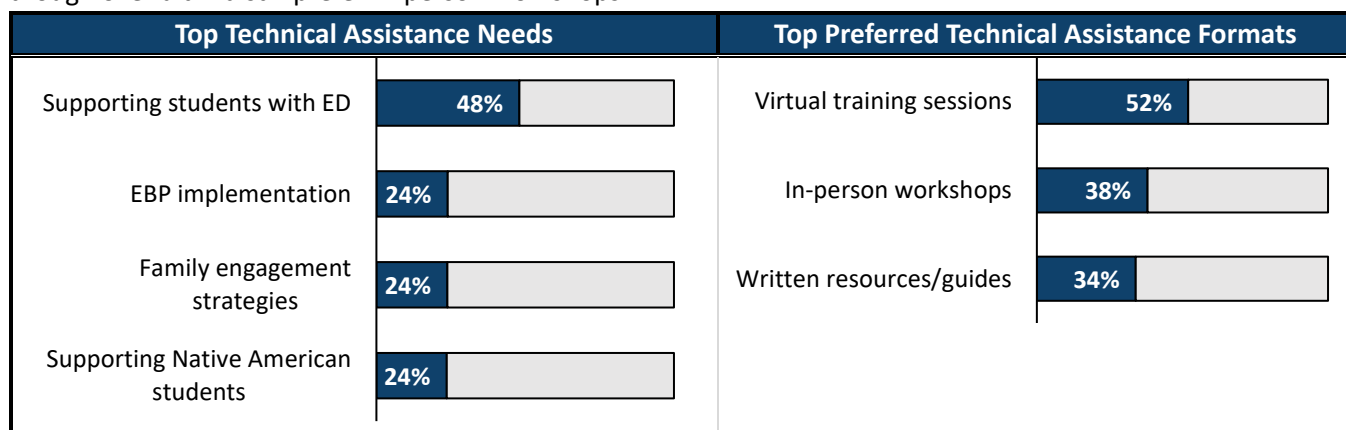 Top Technical Assistance Needs
Supporting students with ED
48%
EBP implementation
24%
Family engagement
strategies
24%
Supporting Native American
students
24%
Top Preferred Technical Assistance Formats
Virtual training sessions
52%
In-person workshops
38%
Written resources/guides
34%